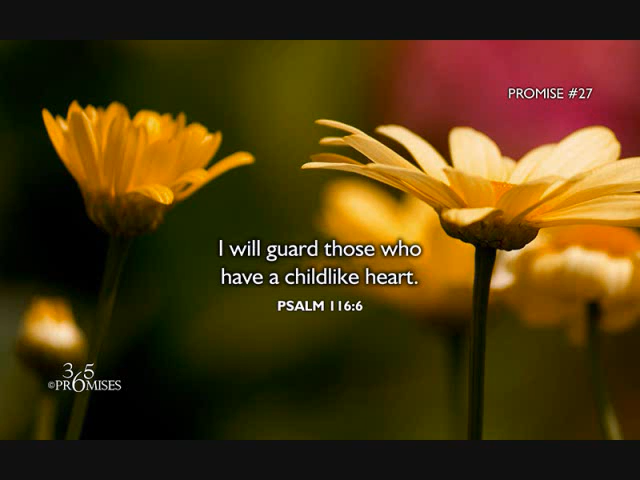 PROMISE #27
I will guard those who
have a childlike heart.
PSALM 116:6
365
©PROMISES